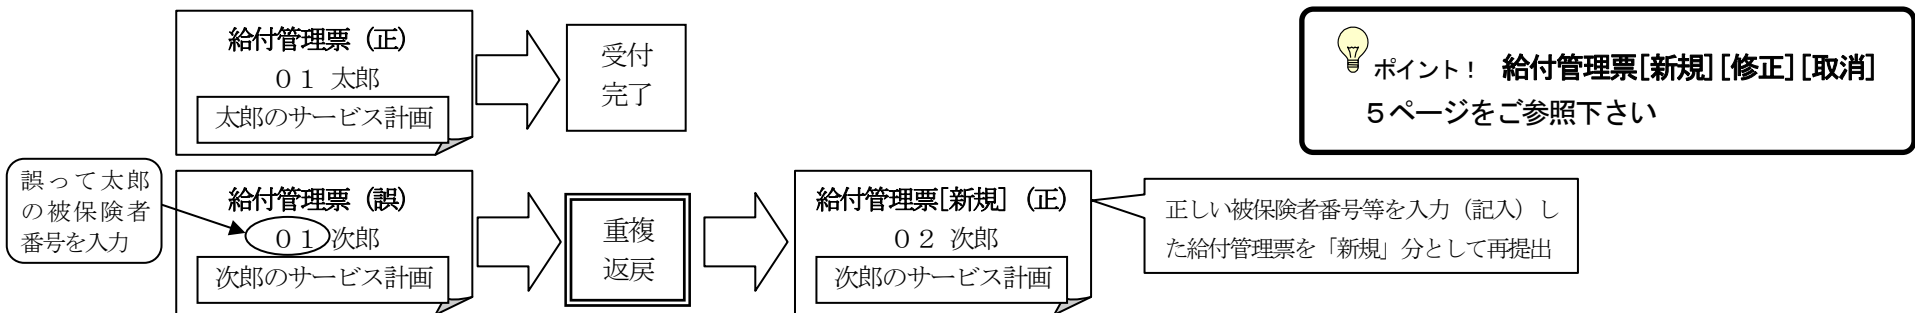 給付管理票（正）
０１ 太郎
太郎のサービス計画
受付
完了
ポイント！ 給付管理票[新規][修正][取消]
５ページをご参照下さい
誤って太郎
の被保険者
番号を入力
給付管理票（誤）
０１ 次郎
次郎のサービス計画
重複
返戻
給付管理票[新規]（正）
０２ 次郎
次郎のサービス計画
正しい被保険者番号等を入力（記入）し
た給付管理票を「新規」分として再提出